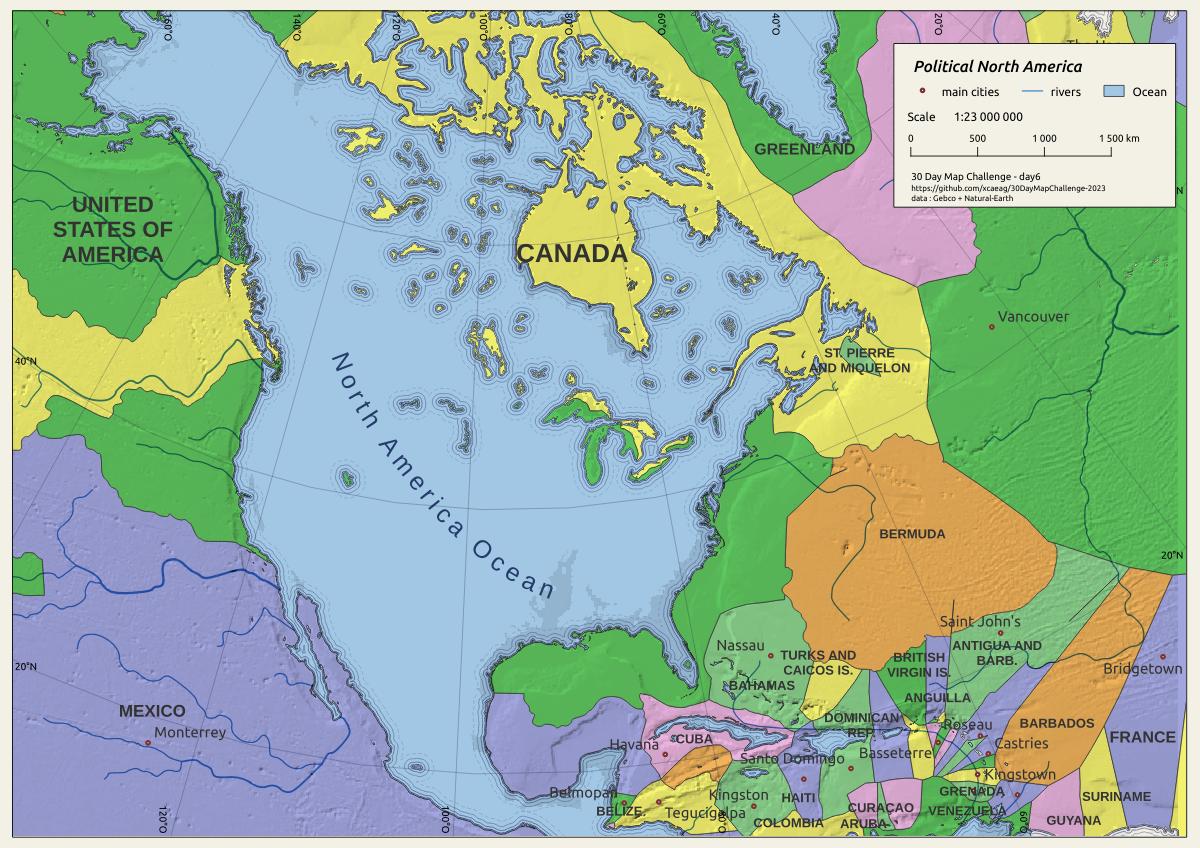 160°O
140°O
120°O
100°O
80°O
60°O
40°O
20°O
Political North America
main cities
rivers
Ocean
Scale 1:23 000 000
0 500 1 000 1 500 km
30 Day Map Challenge - day6
https://github.com/xcaeag/30DayMapChallenge-2023
data : Gebco + Natural-Earth
GREENLAND
UNITED
STATES OF
AMERICA
CANADA
Vancouver
40°N
ST. PIERRE
AND MIQUELON
North America Ocean
BERMUDA
20°N
Saint John's
Nassau
TURKS AND
CAICOS IS.
BRITISH
VIRGIN IS.
ANTIGUA AND
BARB.
20°N
Bridgetown
BAHAMAS
ANGUILLA
MEXICO
Monterrey
DOMINICAN
REP.
Roseau
BARBADOS
FRANCE
Havana
CUBA
Santo Domingo
Basseterre
Castries
Kingstown
Belmopan
Kingston
HAITI
GRENADA
SURINAME
BELIZE
Tegucigalpa
CURAÇAO
VENEZUELA
COLOMBIA
ARUBA
GUYANA
120°O
100°O
80°O
60°O